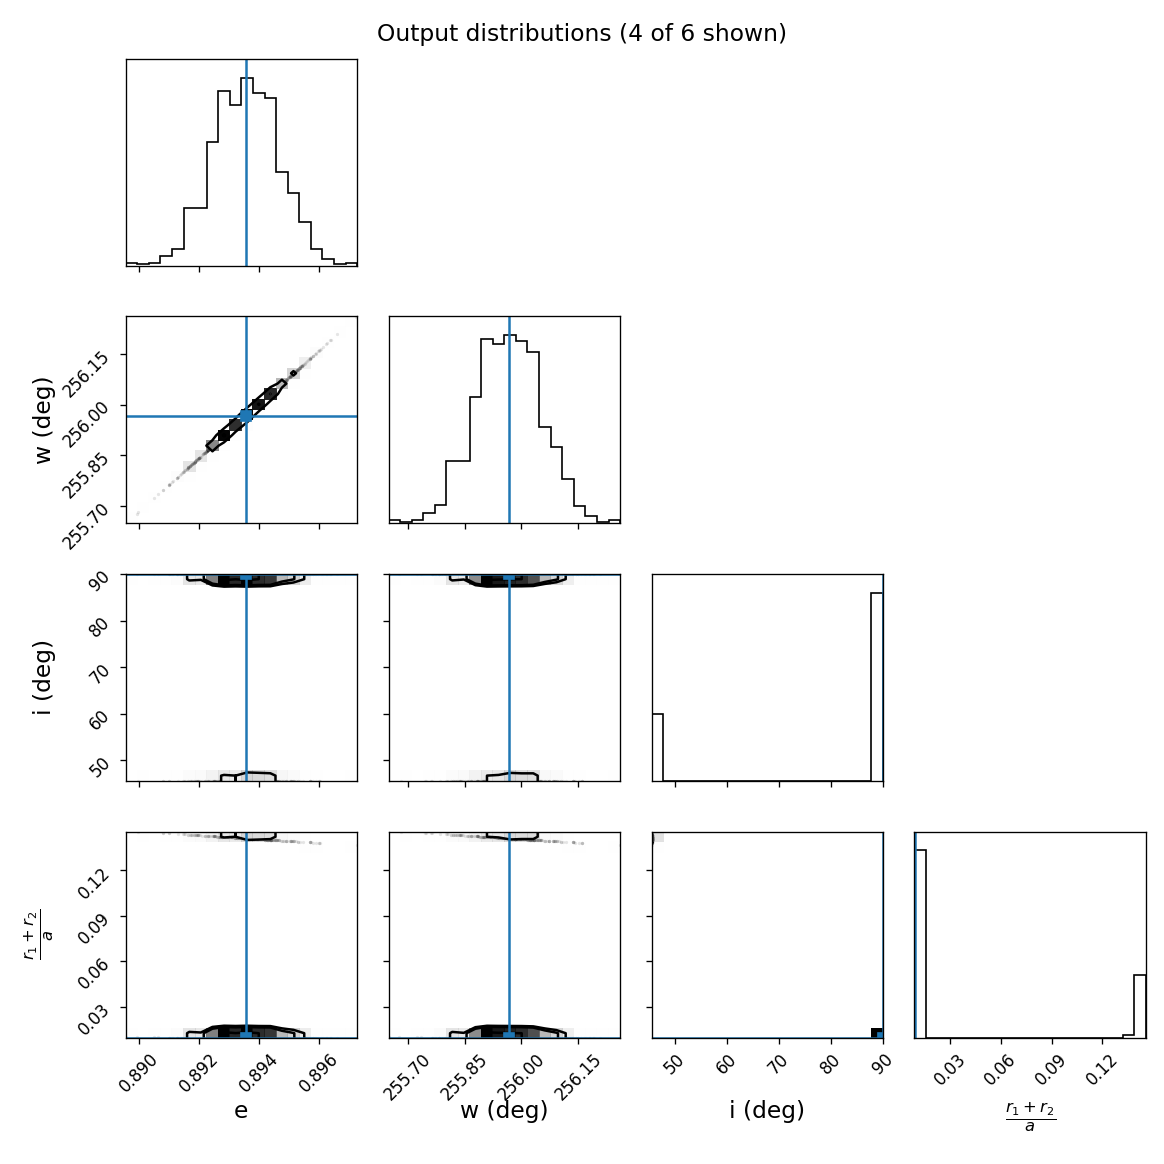 Output distributions (4 of 6 shown)
w (deg)
256.15
256.00
255.85
255.70
i (deg)
90
80
70
60
50
r₁ + r₂
a
0.12
0.09
0.06
0.03
0.890 0.892 0.894 0.896
255.70 255.85 256.00 256.15
50 60 70 80 90
0.03 0.06 0.09 0.12
e
w (deg)
i (deg)
r₁ + r₂
a